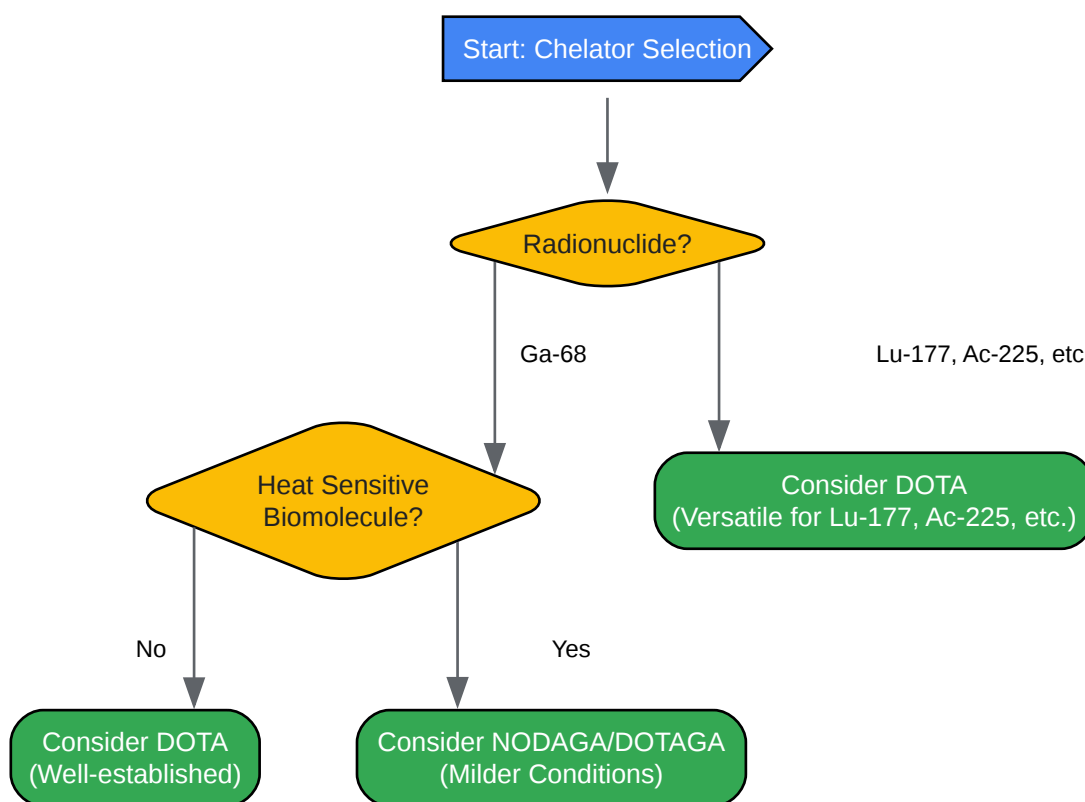 Start: Chelator Selection
Radionuclide?
Ga-68
Lu-177, Ac-225, etc
Heat Sensitive
Biomolecule?
Consider DOTA
(Versatile for Lu-177, Ac-225, etc.)
No
Yes
Consider DOTA
(Well-established)
Consider NODAGA/DOTAGA
(Milder Conditions)